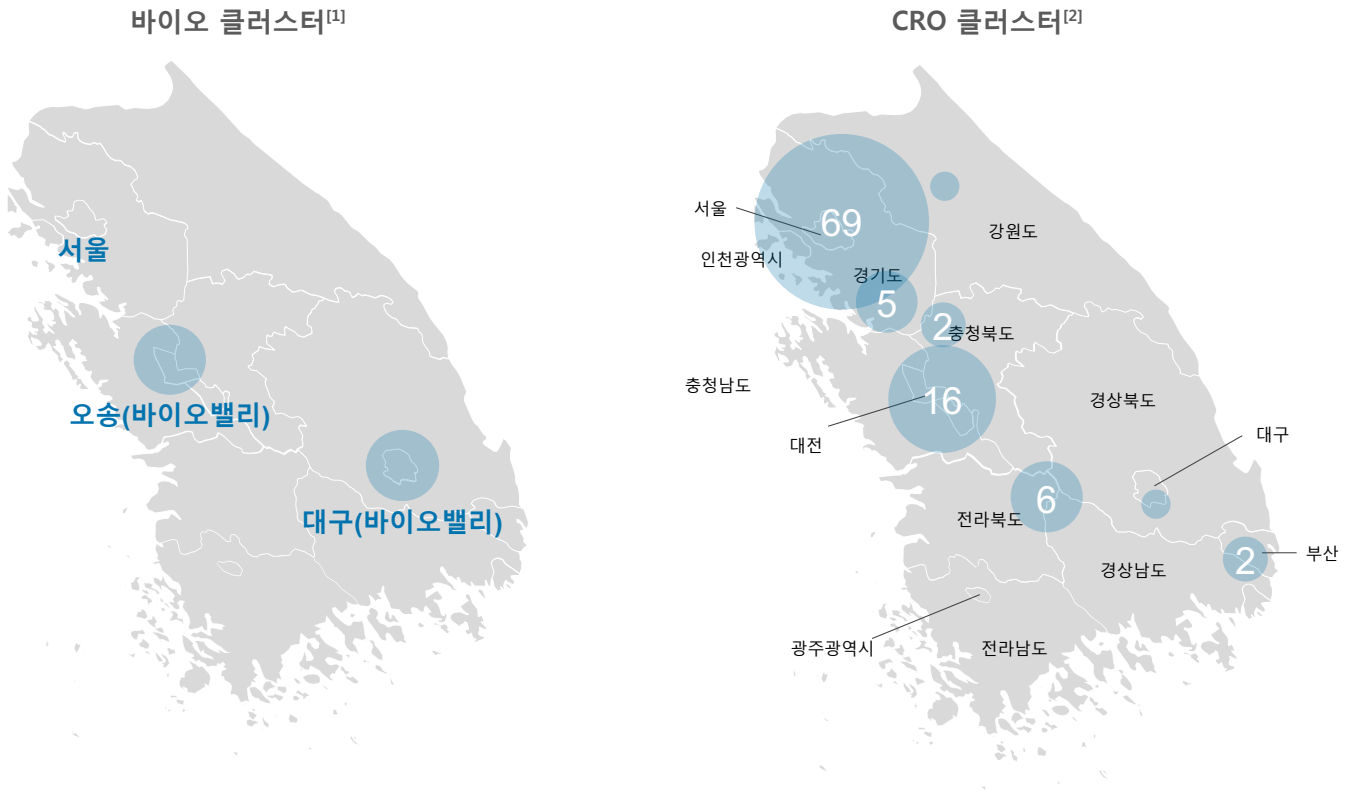 바이오 클러스터[1]
서울
오송(바이오밸리)
대구(바이오밸리)
CRO 클러스터[2]
서울
69
강원도
인천광역시
경기도
5
2
충청북도
충청남도
16
경상북도
대전
대구
6
전라북도
경상남도
2
부산
광주광역시
전라남도